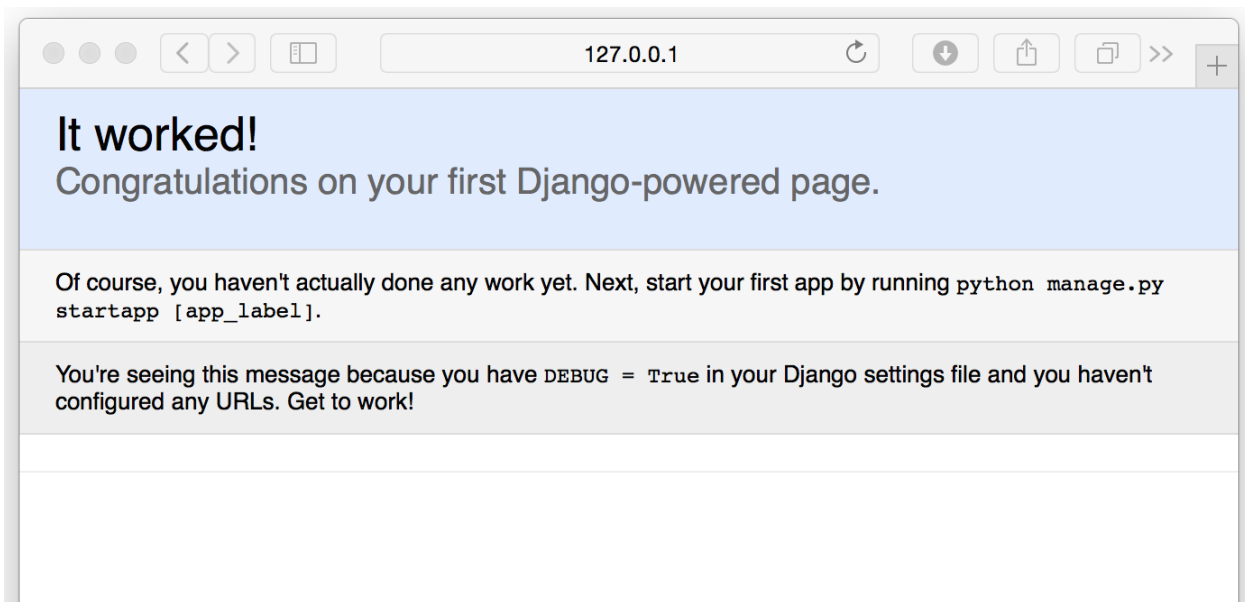 127.0.0.1
It worked!
Congratulations on your first Django-powered page.
Of course, you haven't actually done any work yet. Next, start your first app by running python manage.py
startapp [app_label].
You're seeing this message because you have DEBUG = True in your Django settings file and you haven't
configured any URLs. Get to work!